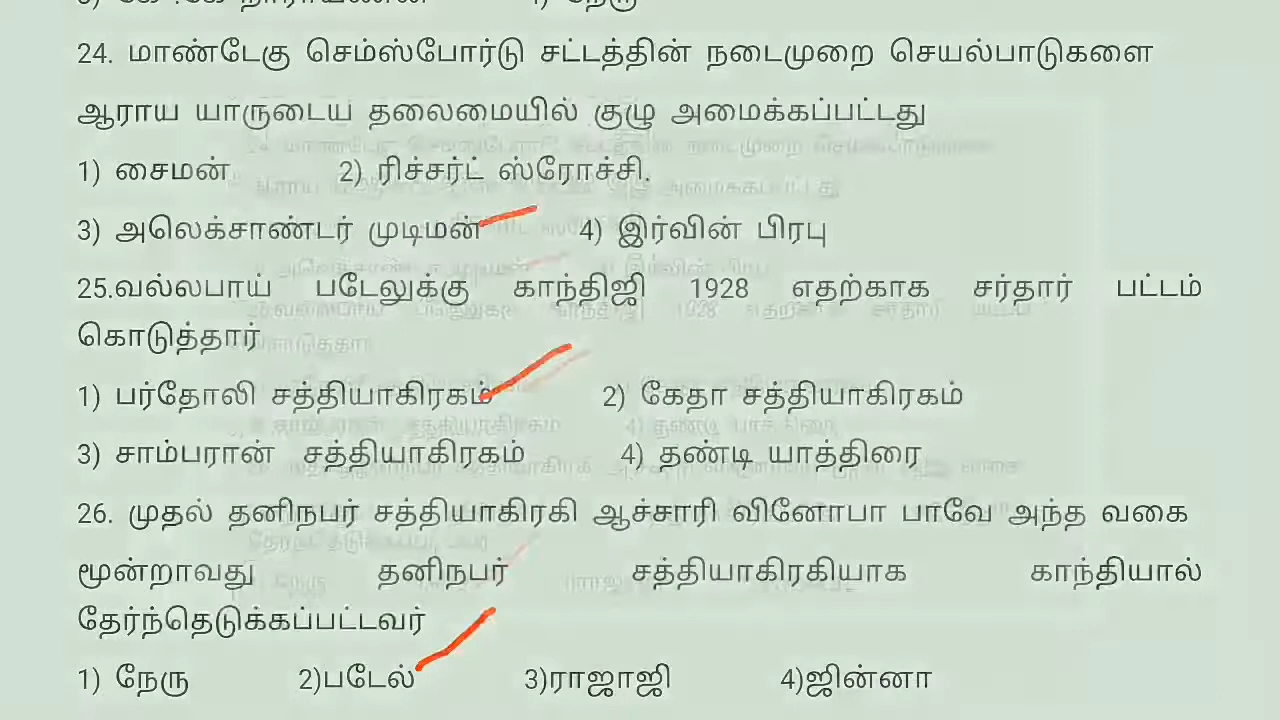 24. மாண்டேகு செம்ஸ்போர்டு சட்டத்தின் நடைமுறை செயல்பாடுகளை
ஆராய யாருடைய தலைமையில் குழு அமைக்கப்பட்டது
1) சைமன் 2) ரிச்சர்ட் ஸ்ரோச்சி.
3) அலெக்சாண்டர் முடிமன் 4) இர்வின் பிரபு
25.வல்லபாய படேலுக்கு காந்திஜி 1928 எதற்காக சர்தார் பட்டம்
கொடுத்தார்
1) பர்தோலி சத்தியாகிரகம் 2) கேதா சத்தியாகிரகம்
3) சாம்பரான் சத்தியாகிரகம் 4) தண்டி யாத்திரை
26. முதல் தனிநபர் சத்தியாகிரகி ஆச்சாரி வினோபா பாவே அந்த வகை
மூன்றாவது தனிநபர் சத்தியாகிரகியாக காந்தியால்
தேர்ந்தெடுக்கப்பட்டவர்
1) நேரு 2)படேல் 3)ராஜாஜி 4)ஜின்னா